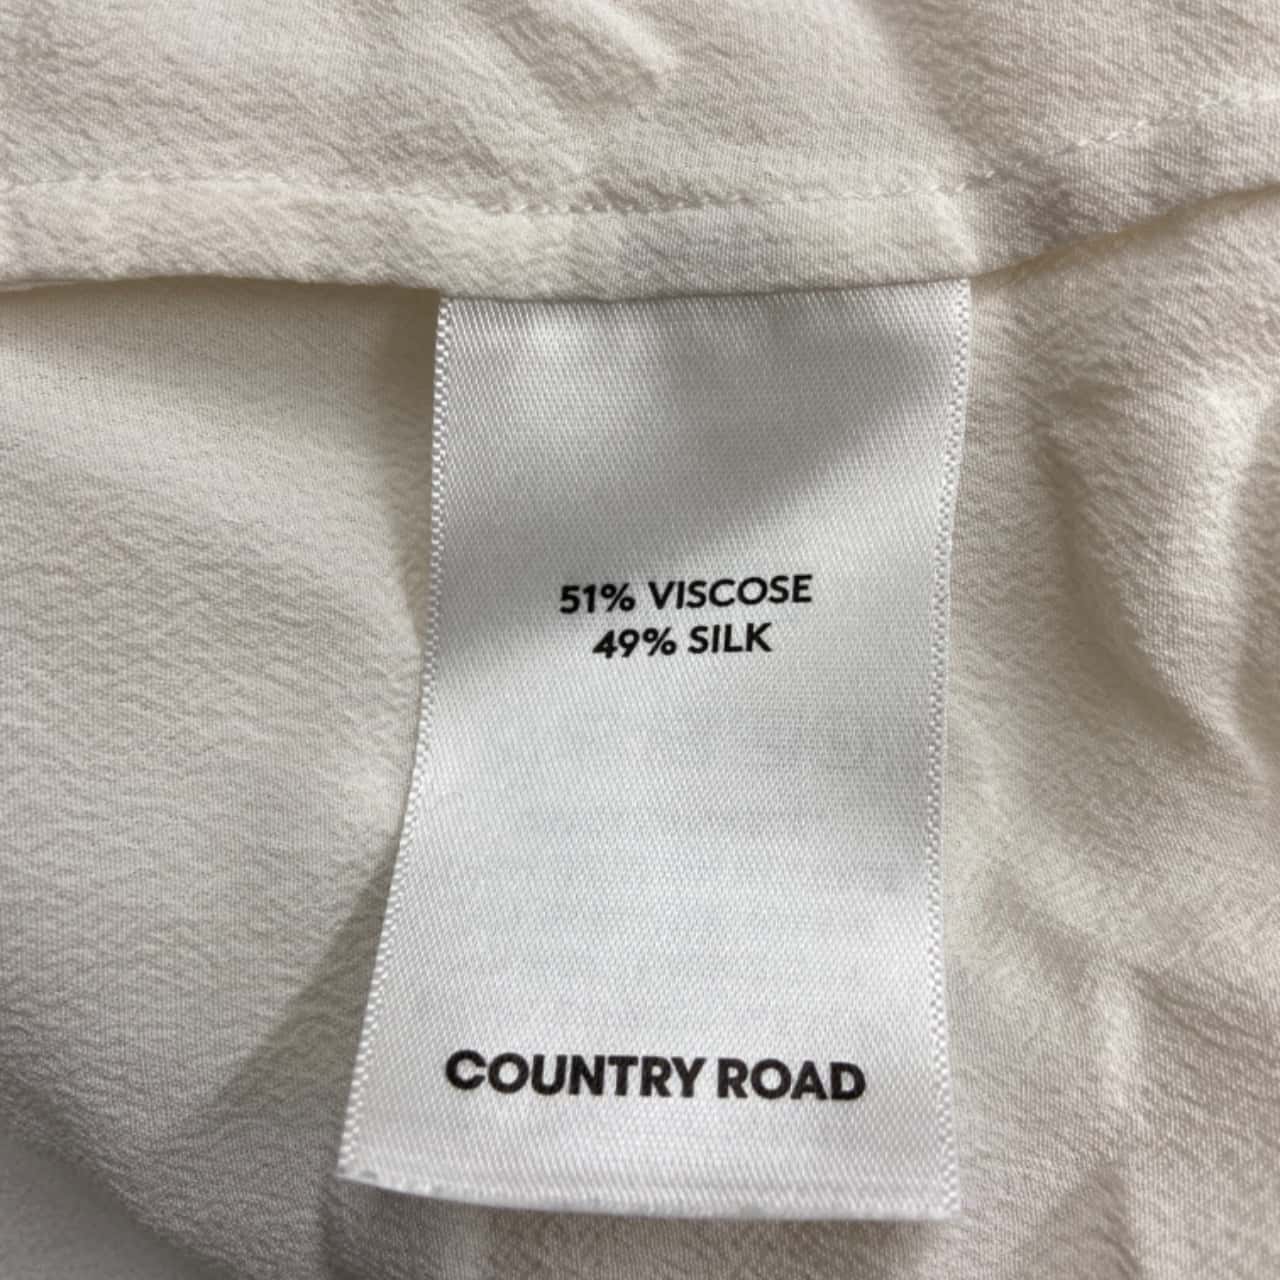 51% VISCOSE
49% SILK
COUNTRY ROAD